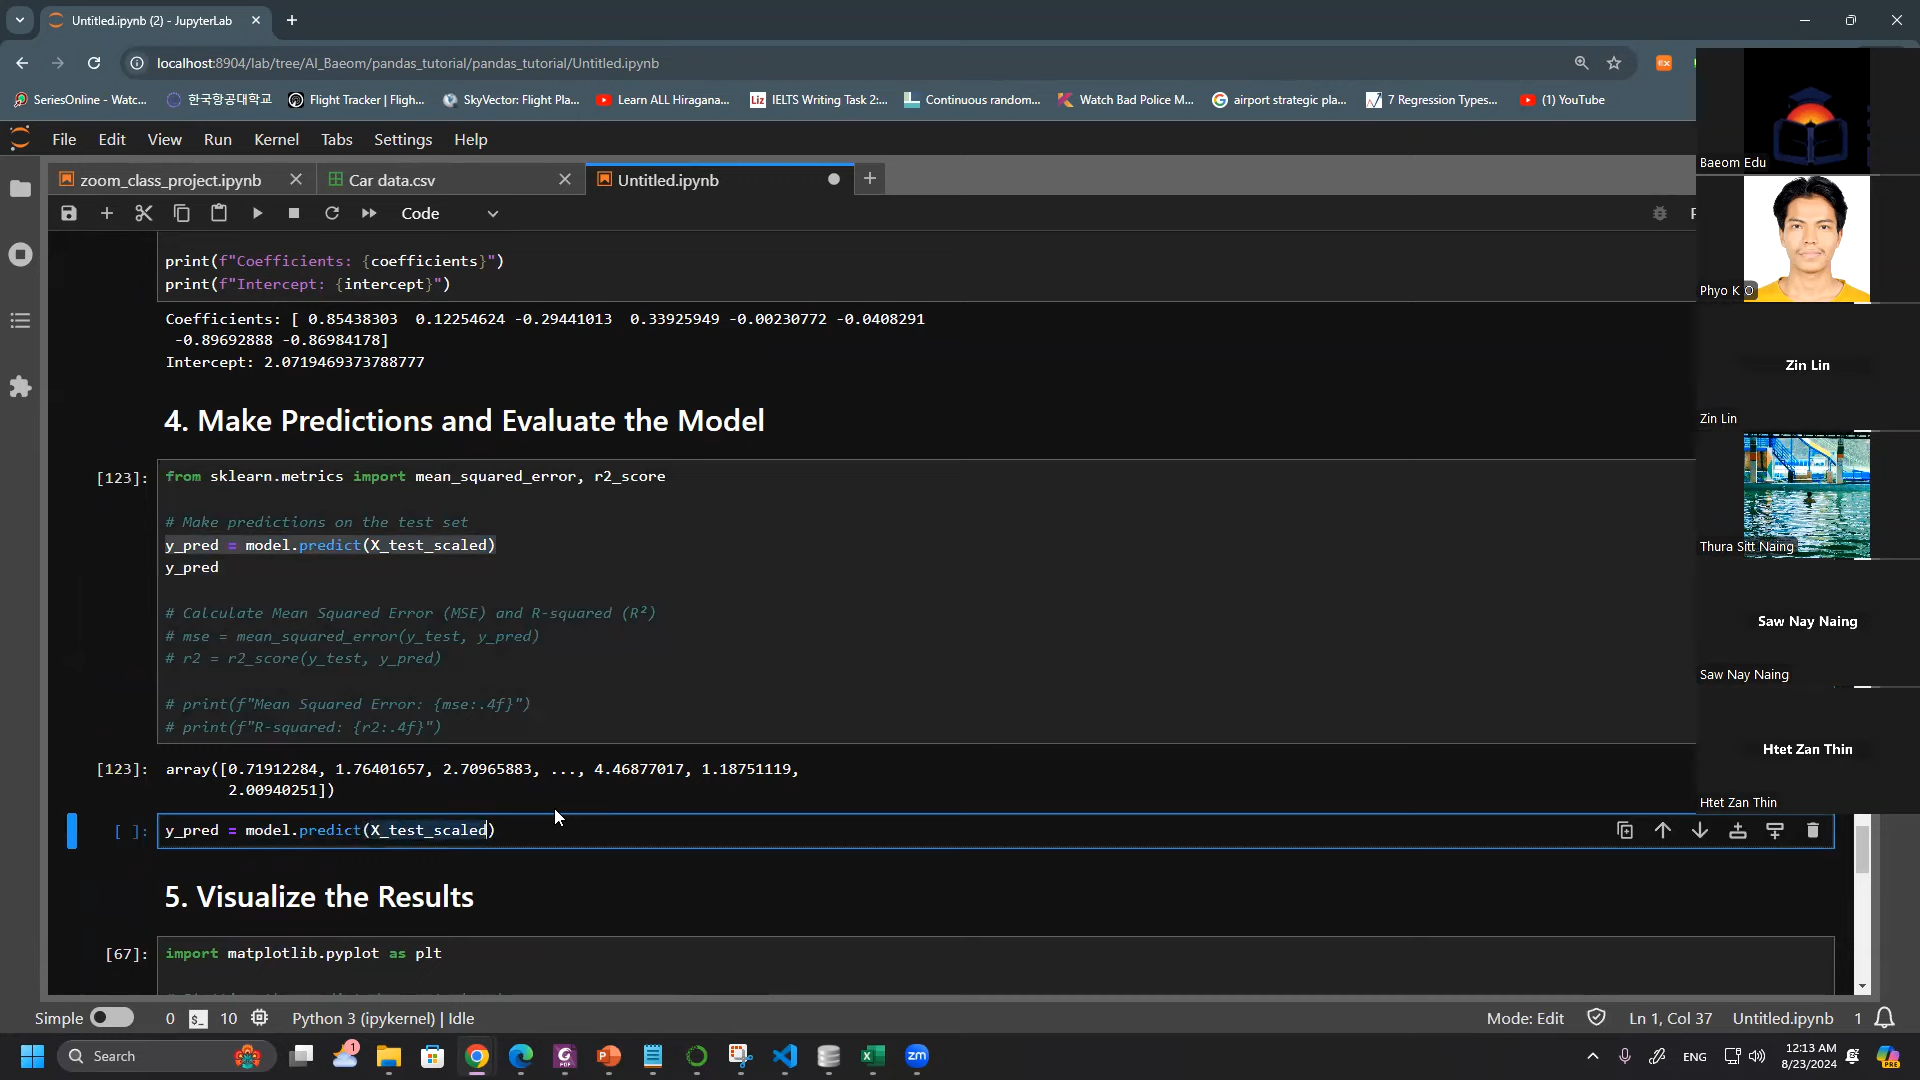 Untitled.ipynb (2) - JupyterLab
localhost:8904/lab/tree/AI_Baeom/pandas_tutorial/pandas_tutorial/Untitled.ipynb
SeriesOnline - Watc...
한국항공대학교
Flight Tracker | Fligh...
SkyVector: Flight Pla...
Learn ALL Hiragana...
Liz
IELTS Writing Task 2:...
Continuous random...
Watch Bad Police M...
airport strategic pla...
7 Regression Types...
(1) YouTube
File Edit View Run Kernel Tabs Settings Help
zoom_class_project.ipynb
Car data.csv
Untitled.ipynb
Code
print(f"Coefficients: {coefficients}")
print(f"Intercept: {intercept}")
Coefficients: [ 0.85438303  0.12254624 -0.29441013  0.33925949 -0.00230772 -0.0408291
-0.89692888 -0.86984178]
Intercept: 2.0719469373788777
4. Make Predictions and Evaluate the Model
[123]:
from sklearn.metrics import mean_squared_error, r2_score
# Make predictions on the test set
y_pred = model.predict(X_test_scaled)
y_pred
# Calculate Mean Squared Error (MSE) and R-squared (R²)
# mse = mean_squared_error(y_test, y_pred)
# r2 = r2_score(y_test, y_pred)
# print(f"Mean Squared Error: {mse:.4f}")
# print(f"R-squared: {r2:.4f}")
[123]:
array([0.71912284, 1.76401657, 2.70965883, ..., 4.46877017, 1.18751119,
2.00940251])
[ ]:
y_pred = model.predict(X_test_scaled)
5. Visualize the Results
[67]:
import matplotlib.pyplot as plt
Simple
0
10
Python 3 (ipykernel) | Idle
Mode: Edit
Ln 1, Col 37
Untitled.ipynb
1
Baeom Edu
Phyo K O
Zin Lin
Zin Lin
Thura Sitt Naing
Saw Nay Naing
Saw Nay Naing
Htet Zan Thin
Htet Zan Thin
Search
1
zm
ENG
12:13 AM
8/23/2024
PRE